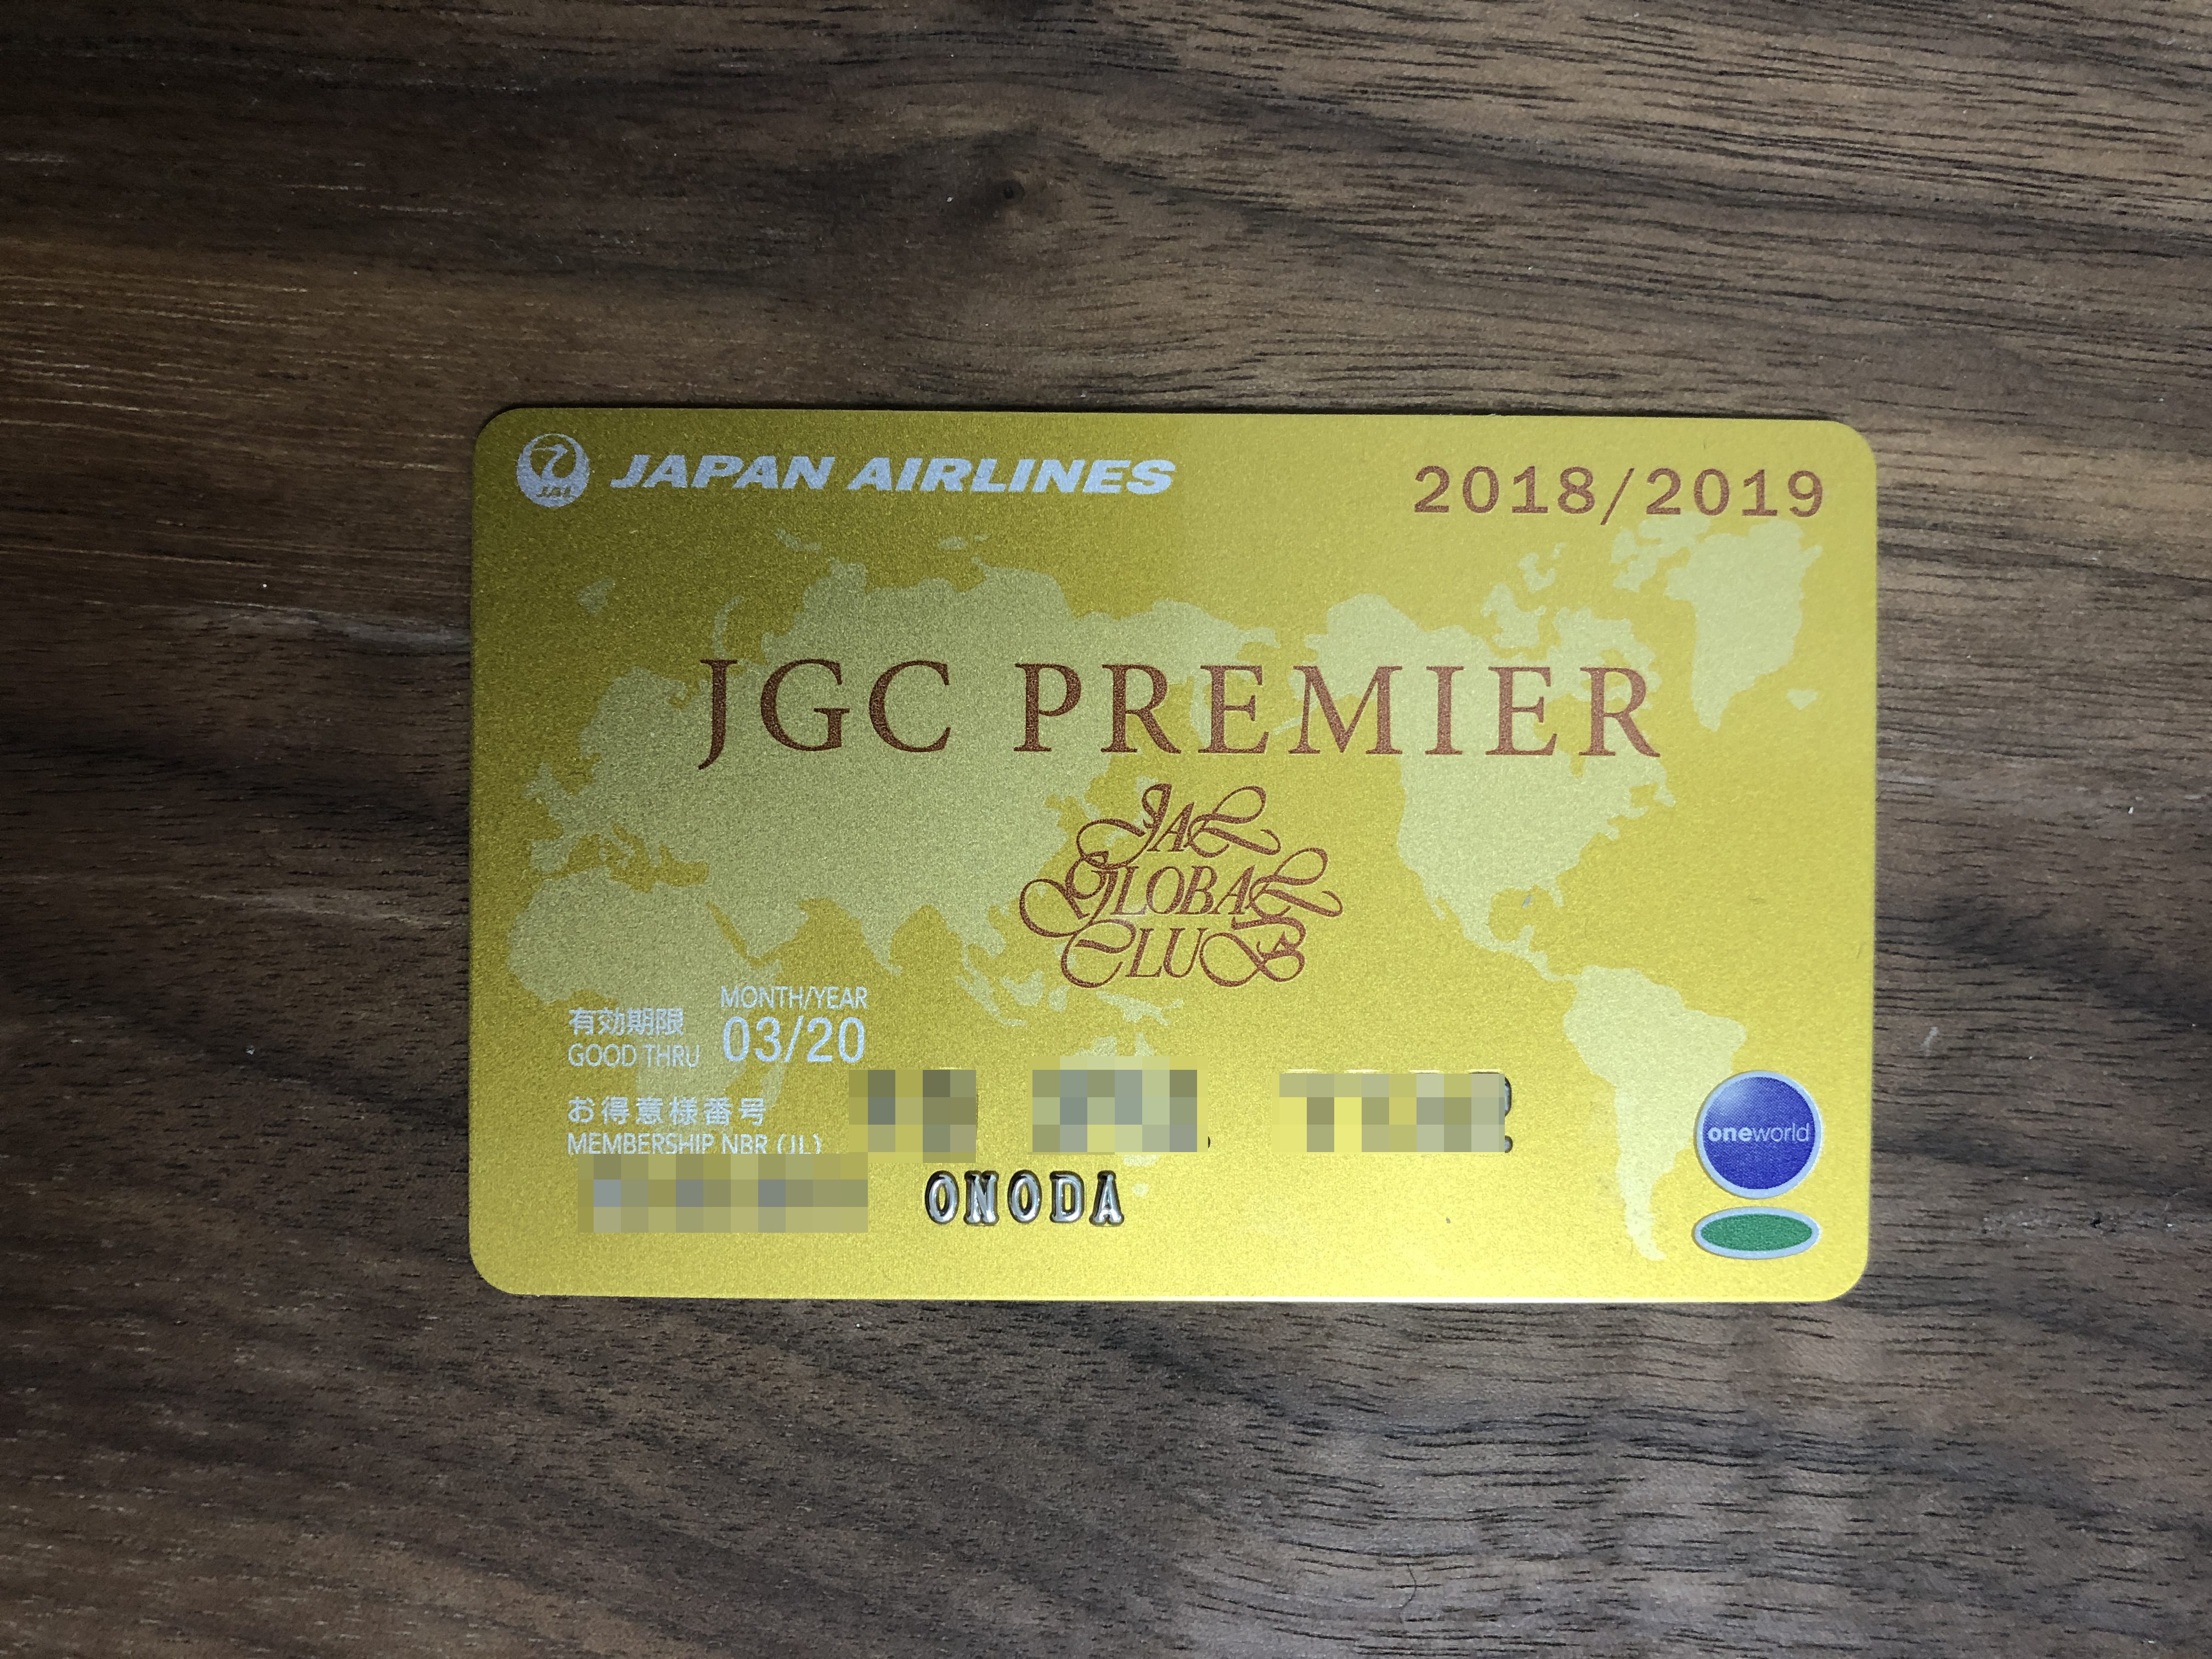 JAL JAPAN AIRLINES 2018/2019
JGC PREMIER
JAL
GLOBAL
CLUB
MONTH/YEAR
有効期限
GOOD THRU 03/20
お得意様番号
MEMBERSHIP NBR (JL)
ONODA
oneworld